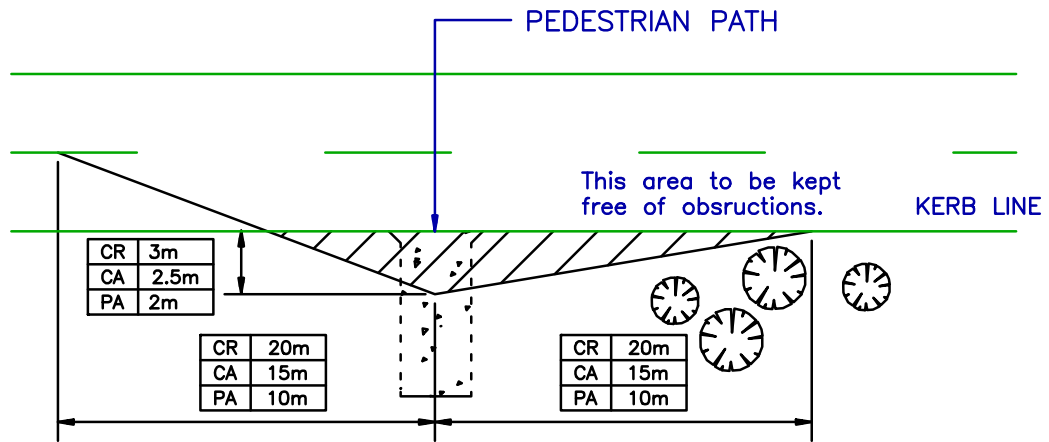 PEDESTRIAN PATH
This area to be kept
free of obsructions.
KERB LINE
CR 3m
CA 2.5m
PA 2m
CR 20m
CA 15m
PA 10m
CR 20m
CA 15m
PA 10m